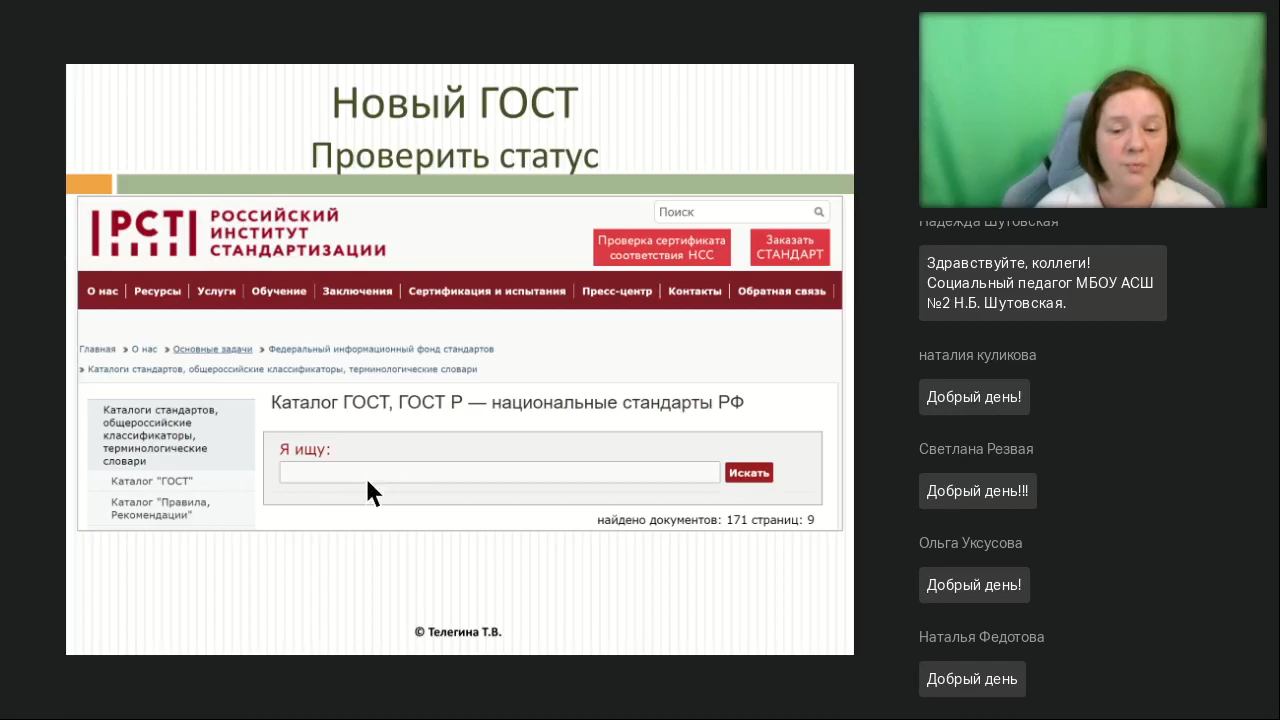 Новый ГОСТ
Проверить статус
РСТ
РОССИЙСКИЙ
ИНСТИТУТ
СТАНДАРТИЗАЦИИ
Поиск
Проверка сертификата
соответствия НСС
Заказать
СТАНДАРТ
О нас
Ресурсы
Услуги
Обучение
Заключения
Сертификация и испытания
Пресс-центр
Контакты
Обратная связь
Главная » О нас » Основные задачи » Федеральный информационный фонд стандартов
» Каталоги стандартов, общероссийские классификаторы, терминологические словари
Каталоги стандартов,
общероссийские
классификаторы,
терминологические
словари
Каталог "ГОСТ"
Каталог "Правила,
Рекомендации"
Каталог ГОСТ, ГОСТ Р — национальные стандарты РФ
Я ищу:
Искать
найдено документов: 171 страниц: 9
© Телегина Т.В.
Надежда Шутовская
Здравствуйте, коллеги!
Социальный педагог МБОУ АСШ
№2 Н.Б. Шутовская.
наталия куликова
Добрый день!
Светлана Резвая
Добрый день!!!
Ольга Уксусова
Добрый день!
Наталья Федотова
Добрый день